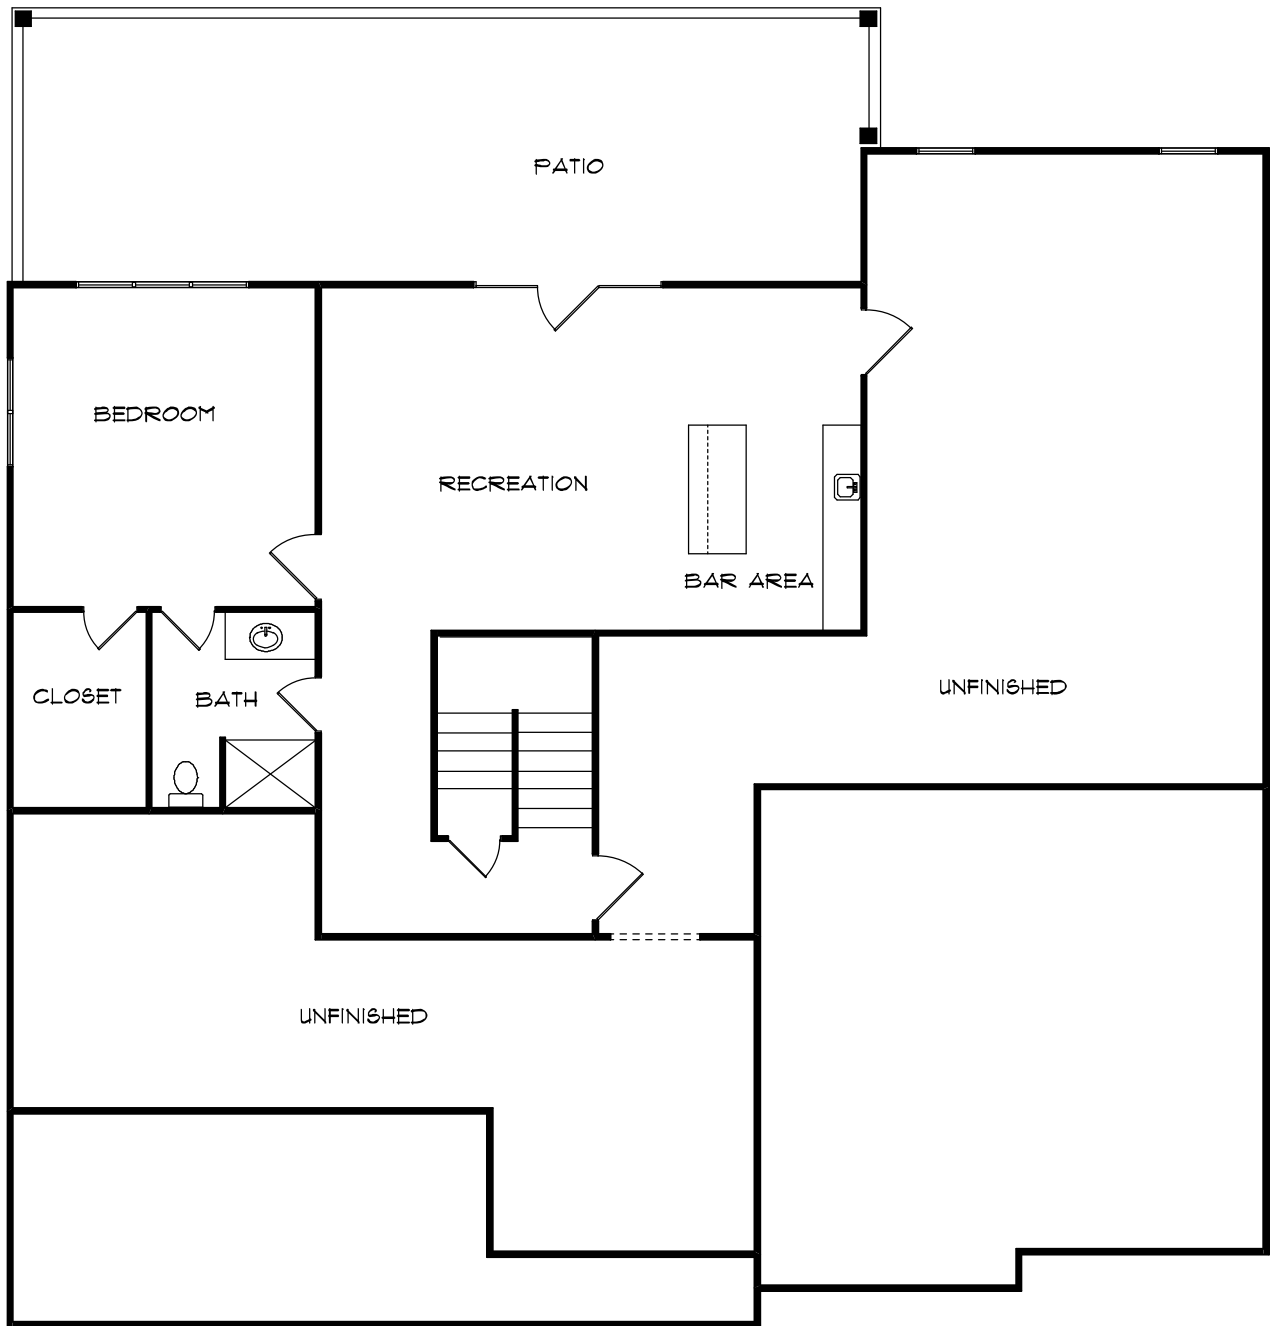 PATIO
BEDROOM
RECREATION
BAR AREA
CLOSET
BATH
UNFINISHED
UNFINISHED